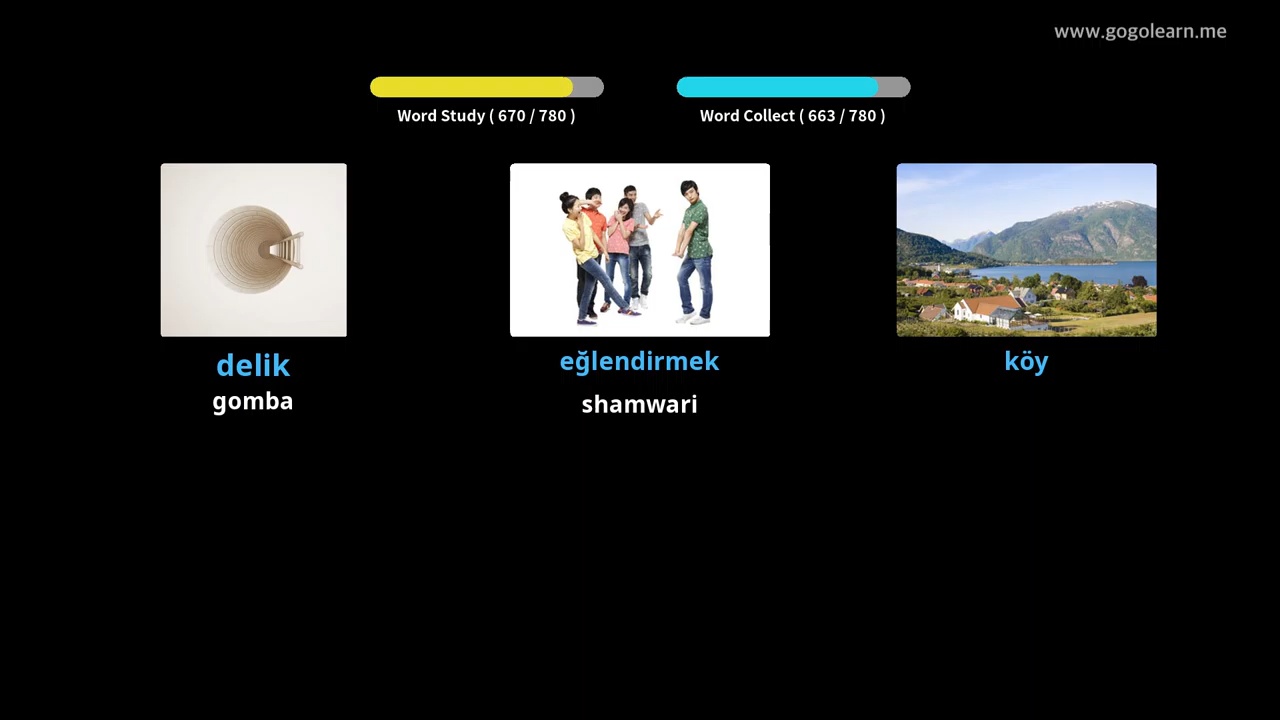 www.gogolearn.me
Word Study ( 670 / 780 )
Word Collect ( 663 / 780 )
delik
gomba
eğlendirmek
shamwari
köy